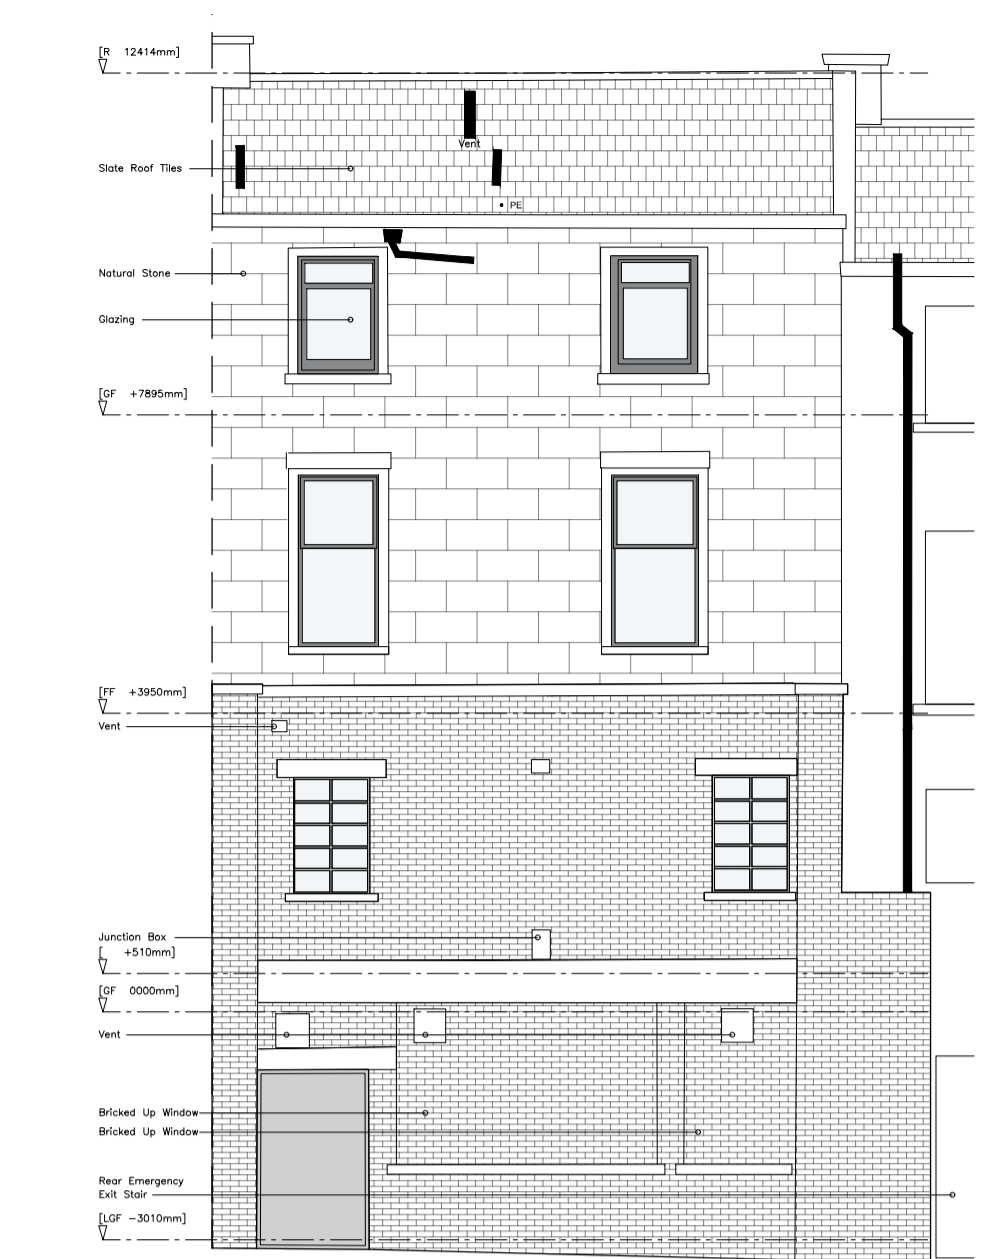 [R 12414mm]
Vent
Slate Roof Tiles
PE
Natural Stone
Glazing
[GF +7895mm]
[FF +3950mm]
Vent
Junction Box
[ +510mm]
[GF 0000mm]
Vent
Bricked Up Window
Bricked Up Window
Rear Emergency
Exit Stair
[LGF -3010mm]